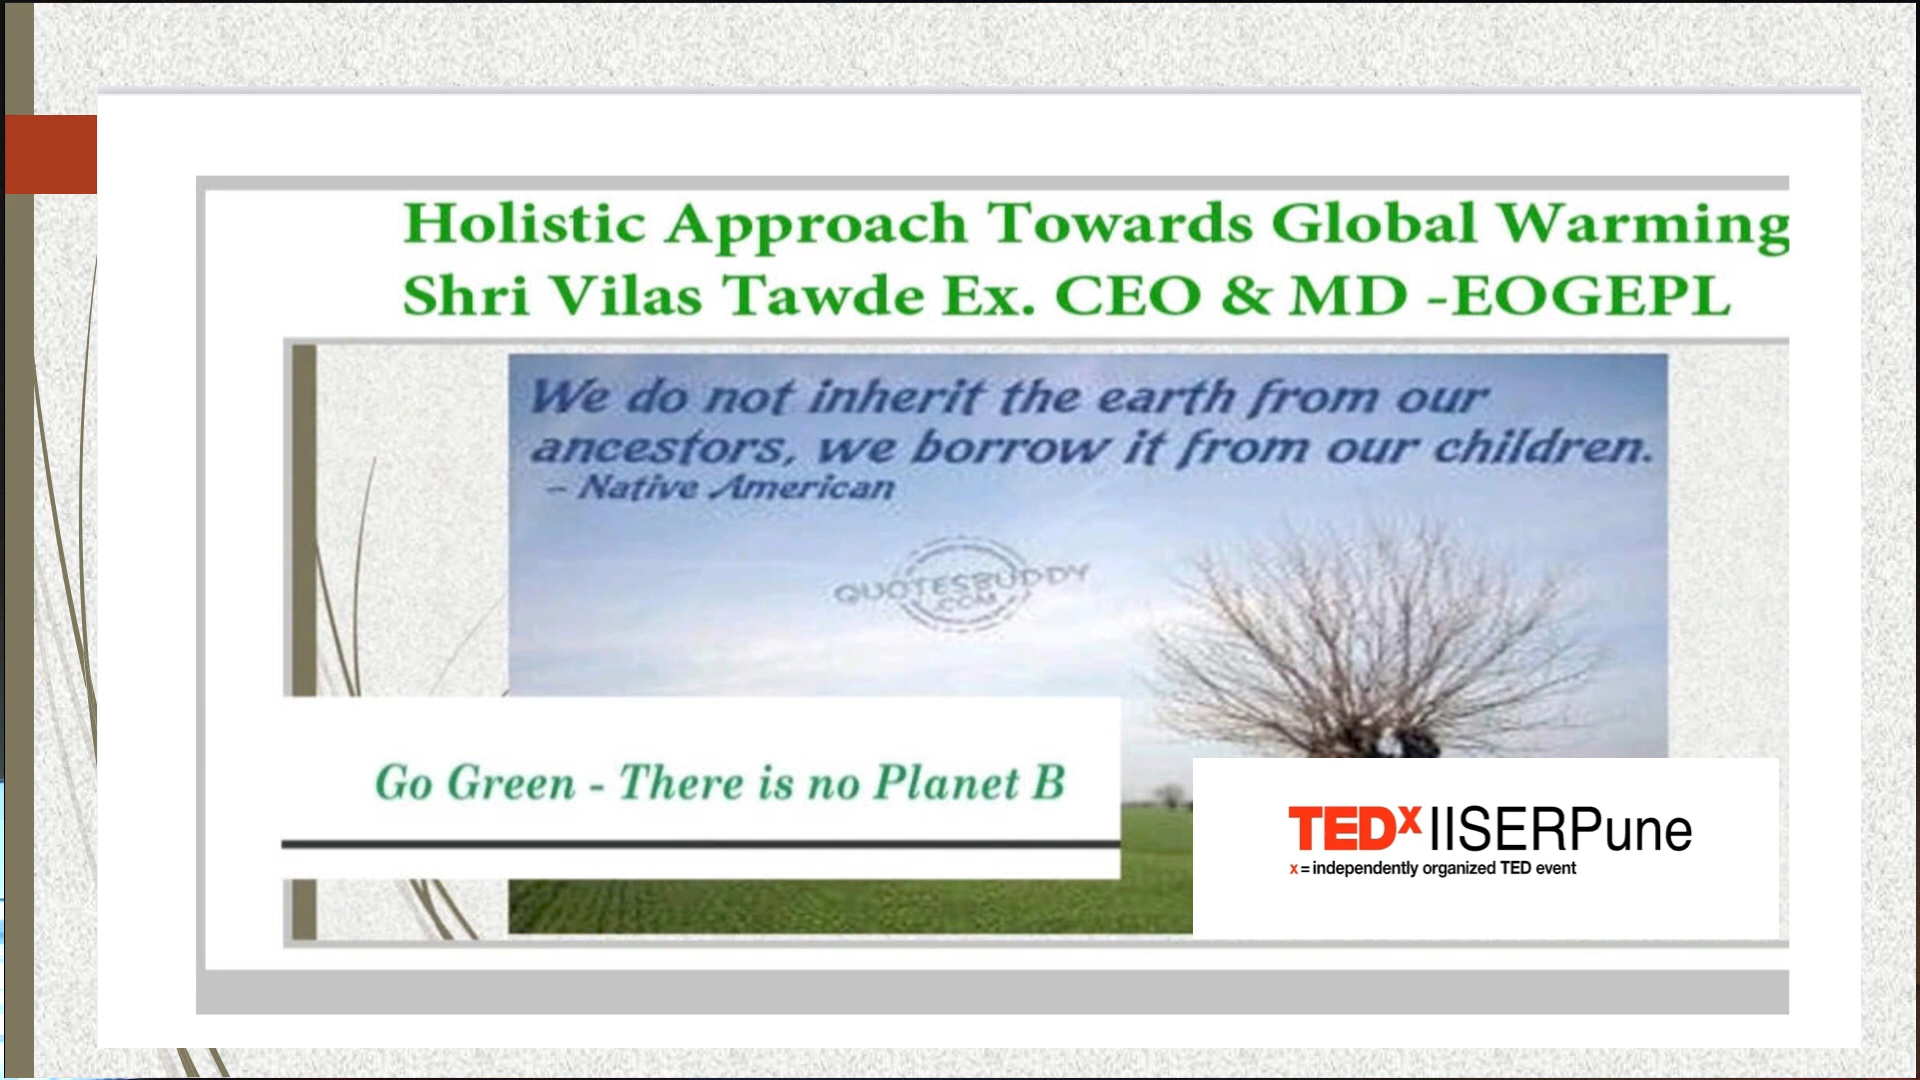 Holistic Approach Towards Global Warming
Shri Vilas Tawde Ex. CEO & MD -EOGEPL
We do not inherit the earth from our
ancestors, we borrow it from our children.
– Native American
QUOTESBUDDY
.COM
Go Green - There is no Planet B
TEDx IISERPune
x = independently organized TED event